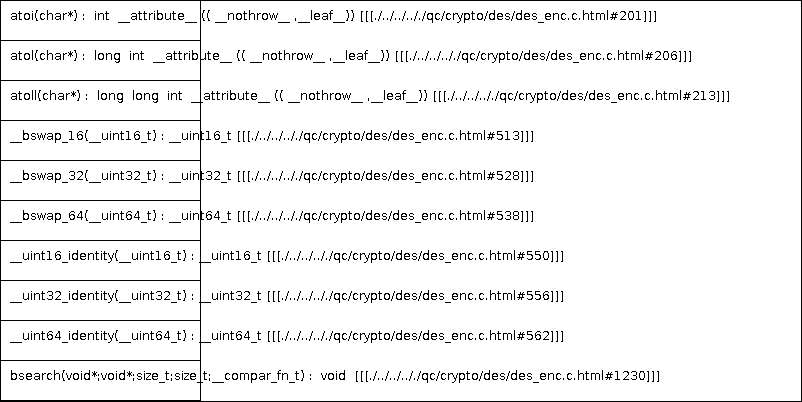 atoi(char*) : int __attribute__ (( __nothrow__ ,__leaf__)) [[[./../../../qc/crypto/des/des_enc.c.html#201]]]
atol(char*) : long int __attribute__ (( __nothrow__ ,__leaf__)) [[[./../../../qc/crypto/des/des_enc.c.html#206]]]
atoll(char*) : long long int __attribute__ (( __nothrow__ ,__leaf__)) [[[./../../../qc/crypto/des/des_enc.c.html#213]]]
__bswap_16(__uint16_t) : __uint16_t [[[./../../../qc/crypto/des/des_enc.c.html#513]]]
__bswap_32(__uint32_t) : __uint32_t [[[./../../../qc/crypto/des/des_enc.c.html#528]]]
__bswap_64(__uint64_t) : __uint64_t [[[./../../../qc/crypto/des/des_enc.c.html#538]]]
__uint16_identity(__uint16_t) : __uint16_t [[[./../../../qc/crypto/des/des_enc.c.html#550]]]
__uint32_identity(__uint32_t) : __uint32_t [[[./../../../qc/crypto/des/des_enc.c.html#556]]]
__uint64_identity(__uint64_t) : __uint64_t [[[./../../../qc/crypto/des/des_enc.c.html#562]]]
bsearch(void*;void*;size_t;size_t;__compar_fn_t) : void [[[./../../../qc/crypto/des/des_enc.c.html#1230]]]